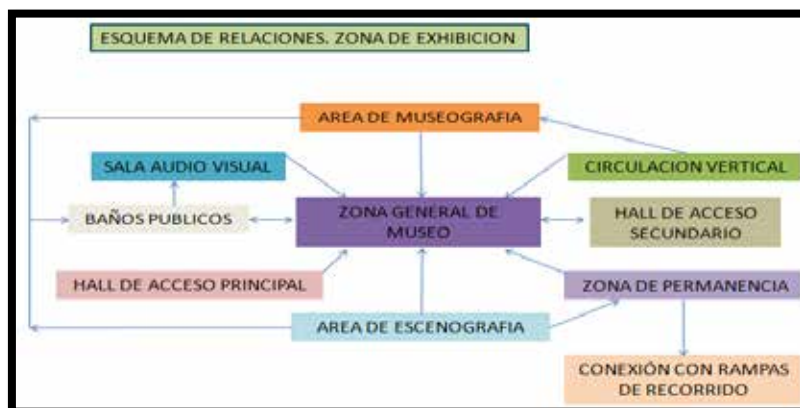 ESQUEMA DE RELACIONES. ZONA DE EXHIBICION
AREA DE MUSEOGRAFIA
SALA AUDIO VISUAL
CIRCULACION VERTICAL
BAÑOS PUBLICOS
ZONA GENERAL DE
MUSEO
HALL DE ACCESO
SECUNDARIO
HALL DE ACCESO PRINCIPAL
ZONA DE PERMANENCIA
AREA DE ESCENOGRAFIA
CONEXIÓN CON RAMPAS
DE RECORRIDO